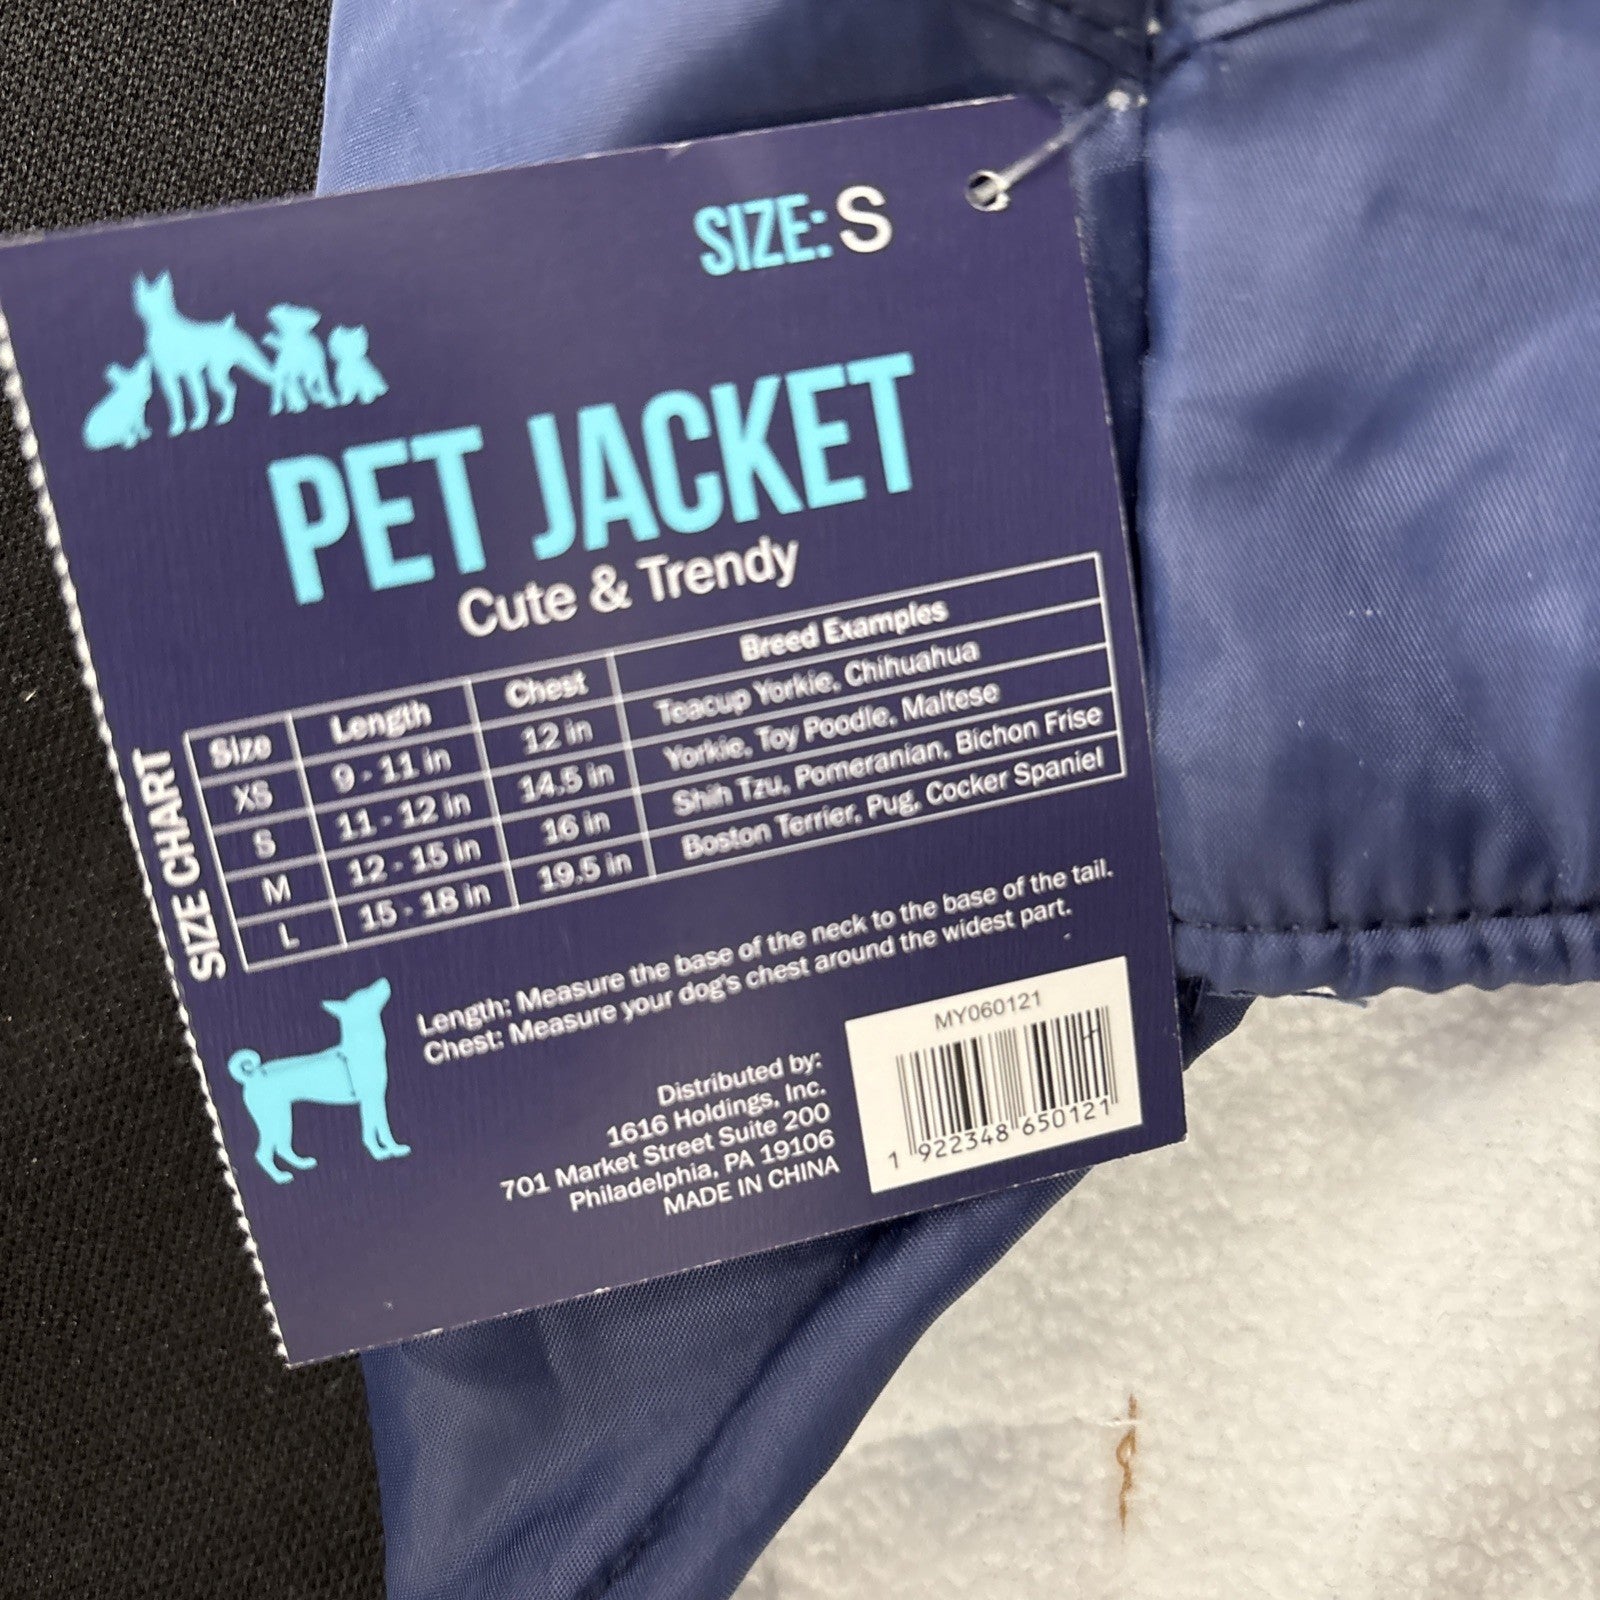 SIZE: S
PET JACKET
Cute & Trendy
SIZE CHART
Size Length Chest Breed Examples
XS 9 - 11 in 12 in Teacup Yorkie, Chihuahua
S 11 - 12 in 14.5 in Yorkie, Toy Poodle, Maltese
M 12 - 15 in 16 in Shih Tzu, Pomeranian, Bichon Frise
L 15 - 18 in 19.5 in Boston Terrier, Pug, Cocker Spaniel
Length: Measure the base of the neck to the base of the tail.
Chest: Measure your dog's chest around the widest part.
Distributed by:
1616 Holdings, Inc.
701 Market Street Suite 200
Philadelphia, PA 19106
MADE IN CHINA
MY060121
1 922348 650121